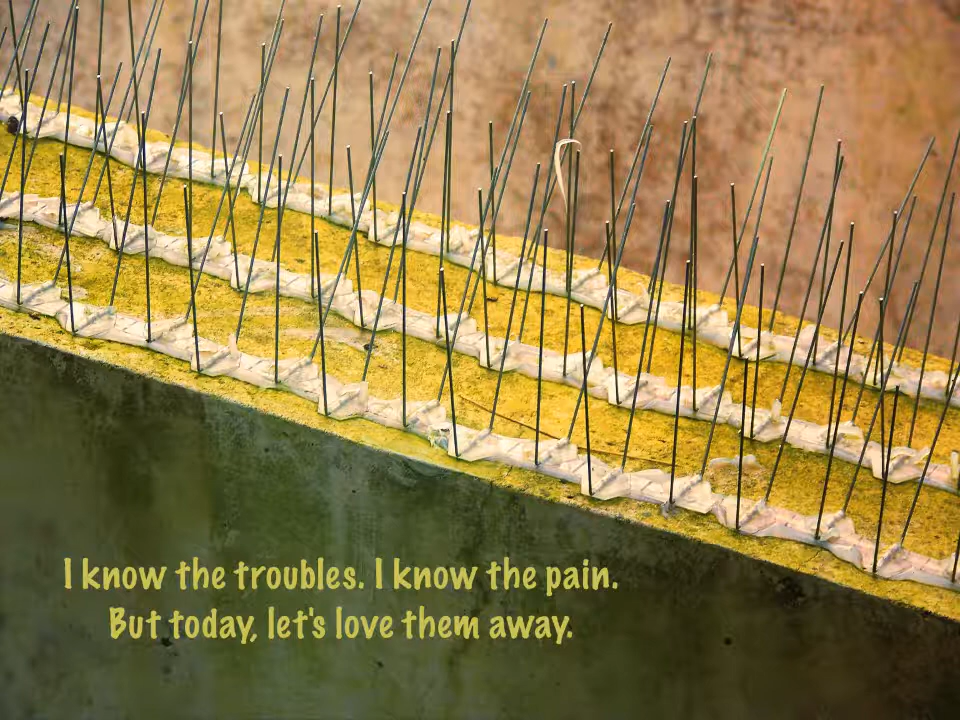 I know the troubles. I know the pain.
But today, let's love them away.